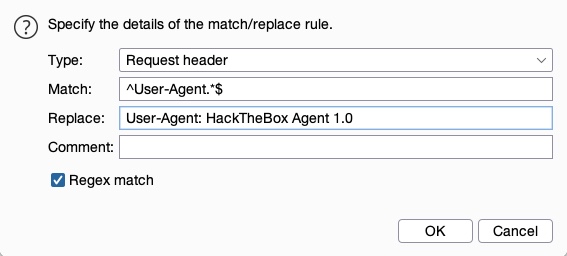 Specify the details of the match/replace rule.
Type: Request header
Match: ^User-Agent.*$
Replace: User-Agent: HackTheBox Agent 1.0
Comment:
Regex match
OK Cancel